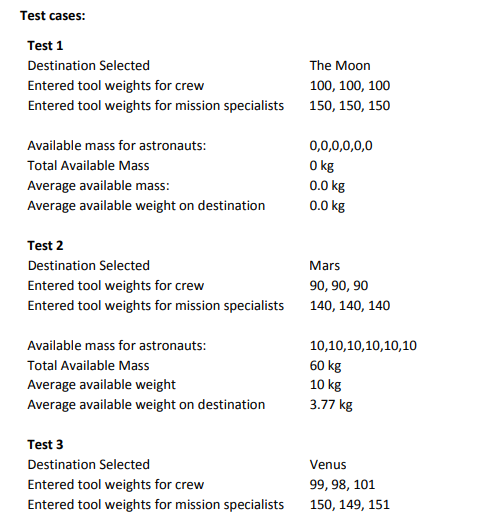 Test cases:
Test 1
Destination Selected The Moon
Entered tool weights for crew 100, 100, 100
Entered tool weights for mission specialists 150, 150, 150
Available mass for astronauts: 0,0,0,0,0,0
Total Available Mass 0 kg
Average available mass: 0.0 kg
Average available weight on destination 0.0 kg
Test 2
Destination Selected Mars
Entered tool weights for crew 90, 90, 90
Entered tool weights for mission specialists 140, 140, 140
Available mass for astronauts: 10,10,10,10,10,10
Total Available Mass 60 kg
Average available weight 10 kg
Average available weight on destination 3.77 kg
Test 3
Destination Selected Venus
Entered tool weights for crew 99, 98, 101
Entered tool weights for mission specialists 150, 149, 151